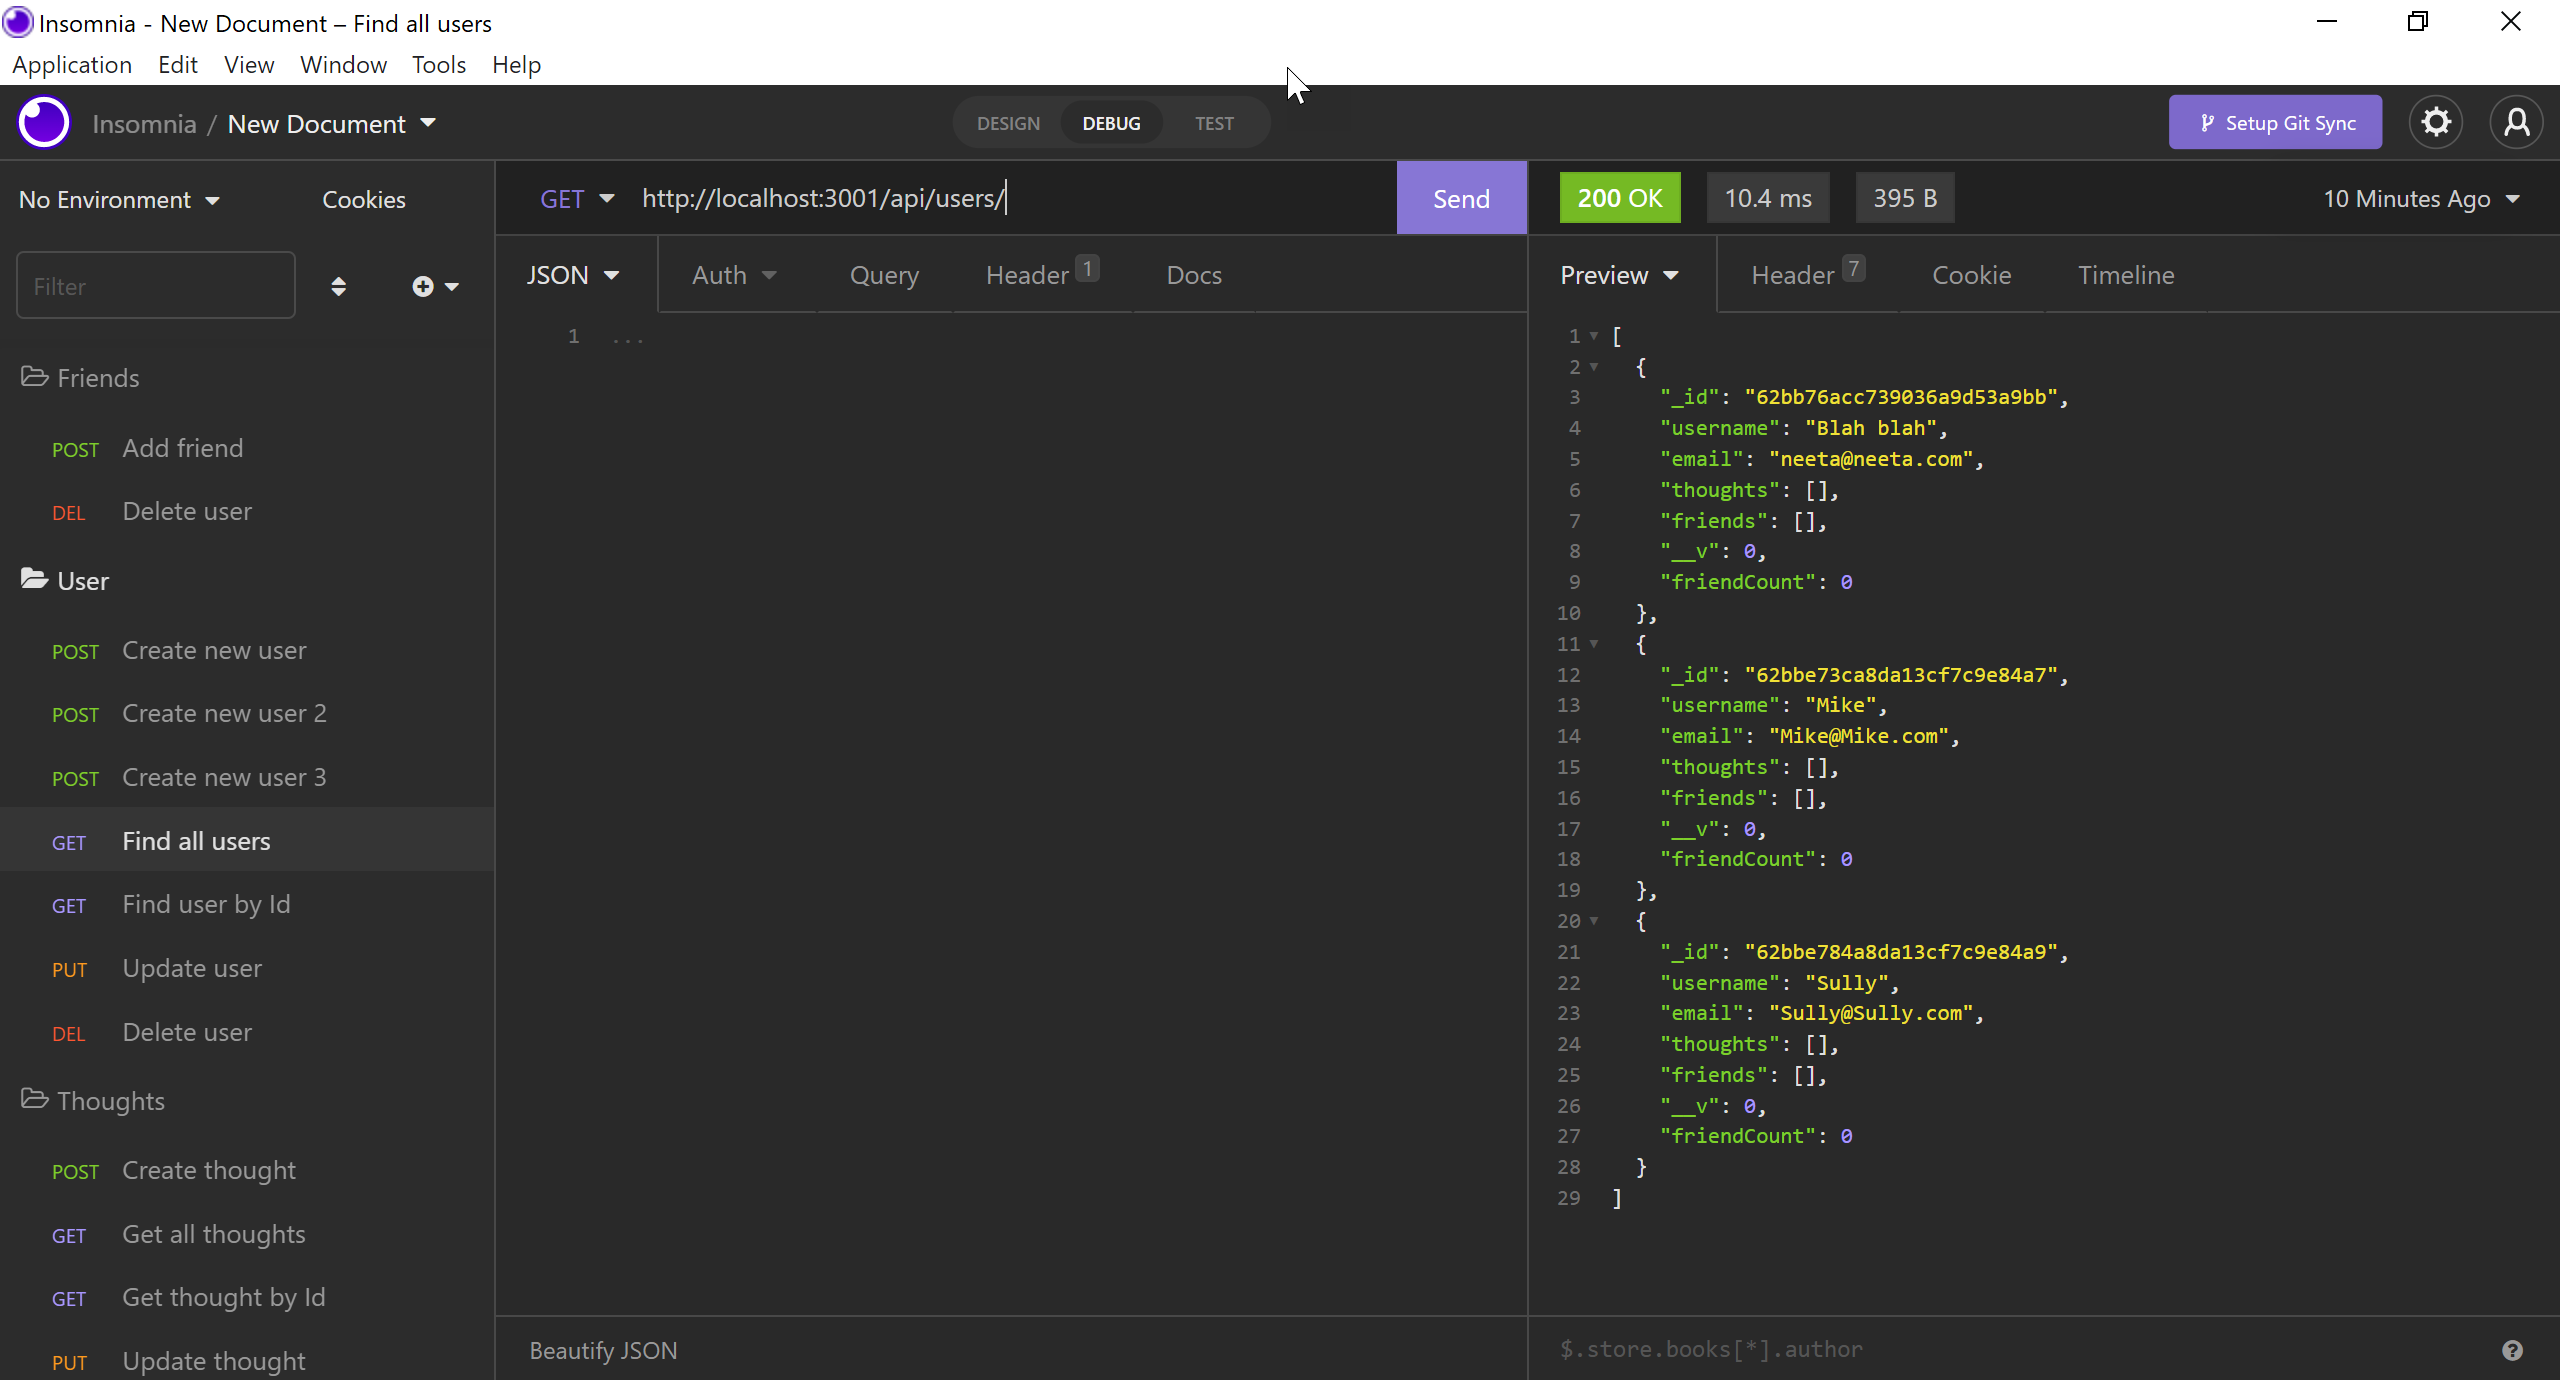 Insomnia - New Document – Find all users
Application Edit View Window Tools Help
Insomnia / New Document
DESIGN DEBUG TEST
Setup Git Sync
No Environment Cookies
GET http://localhost:3001/api/users/ Send
200 OK 10.4 ms 395 B 10 Minutes Ago
Filter
JSON Auth Query Header 1 Docs
Preview Header 7 Cookie Timeline
Friends
POST Add friend
DEL Delete user
User
POST Create new user
POST Create new user 2
POST Create new user 3
GET Find all users
GET Find user by Id
PUT Update user
DEL Delete user
Thoughts
POST Create thought
GET Get all thoughts
GET Get thought by Id
PUT Update thought
1 ...
Beautify JSON
1 [
2 {
3 "_id": "62bb76acc739036a9d53a9bb",
4 "username": "Blah blah",
5 "email": "neeta@neeta.com",
6 "thoughts": [],
7 "friends": [],
8 "__v": 0,
9 "friendCount": 0
10 },
11 {
12 "_id": "62bbe73ca8da13cf7c9e84a7",
13 "username": "Mike",
14 "email": "Mike@Mike.com",
15 "thoughts": [],
16 "friends": [],
17 "__v": 0,
18 "friendCount": 0
19 },
20 {
21 "_id": "62bbe784a8da13cf7c9e84a9",
22 "username": "Sully",
23 "email": "Sully@Sully.com",
24 "thoughts": [],
25 "friends": [],
26 "__v": 0,
27 "friendCount": 0
28 }
29 ]
$.store.books[*].author